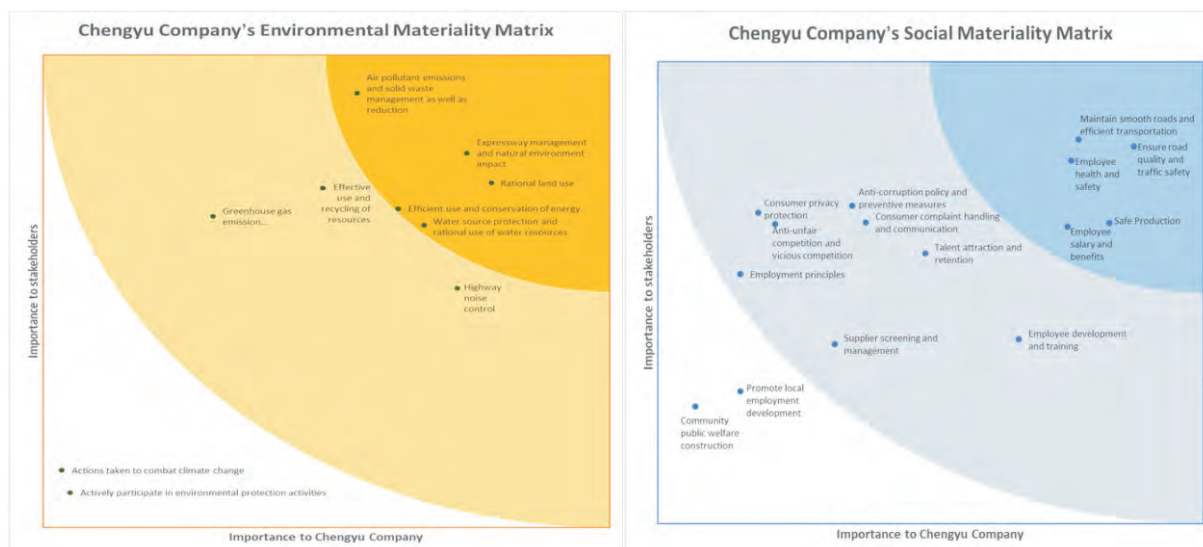 Chengyu Company's Environmental Materiality Matrix
Importance to stakeholders
Air pollutant emissions
and solid waste
management as well as
reduction
Expressway management
and natural environment
impact
Rational land use
Effective
use and
recycling of
resources
Greenhouse gas
emission...
Efficient use and conservation of energy
Water source protection and
rational use of water resources
Highway
noise
control
Actions taken to combat climate change
Actively participate in environmental protection activities
Importance to Chengyu Company
Chengyu Company's Social Materiality Matrix
Importance to stakeholders
Maintain smooth roads and
efficient transportation
Ensure road
quality and
traffic safety
Employee
health and
safety
Anti-corruption policy and
preventive measures
Consumer privacy
protection
Consumer complaint handling
and communication
Anti-unfair
competition and
vicious competition
Safe Production
Employee
salary and
benefits
Talent attraction and
retention
Employment principles
Supplier screening and
management
Employee development
and training
Promote local
employment
development
Community
public welfare
construction
Importance to Chengyu Company